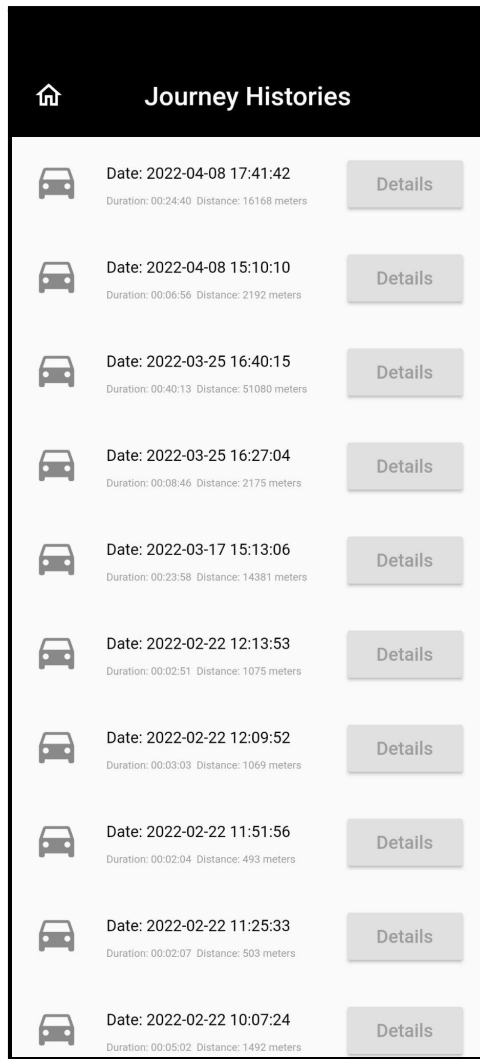 Journey Histories
Date: 2022-04-08 17:41:42
Details
Duration: 00:24:40 Distance: 16168 meters
Date: 2022-04-08 15:10:10
Details
Duration: 00:06:56 Distance: 2192 meters
Date: 2022-03-25 16:40:15
Details
Duration: 00:40:13 Distance: 51080 meters
Date: 2022-03-25 16:27:04
Details
Duration: 00:08:46 Distance: 2175 meters
Date: 2022-03-17 15:13:06
Details
Duration: 00:23:58 Distance: 14381 meters
Date: 2022-02-22 12:13:53
Details
Duration: 00:02:51 Distance: 1075 meters
Date: 2022-02-22 12:09:52
Details
Duration: 00:03:03 Distance: 1069 meters
Date: 2022-02-22 11:51:56
Details
Duration: 00:02:04 Distance: 493 meters
Date: 2022-02-22 11:25:33
Details
Duration: 00:02:07 Distance: 503 meters
Date: 2022-02-22 10:07:24
Details
Duration: 00:05:02 Distance: 1492 meters